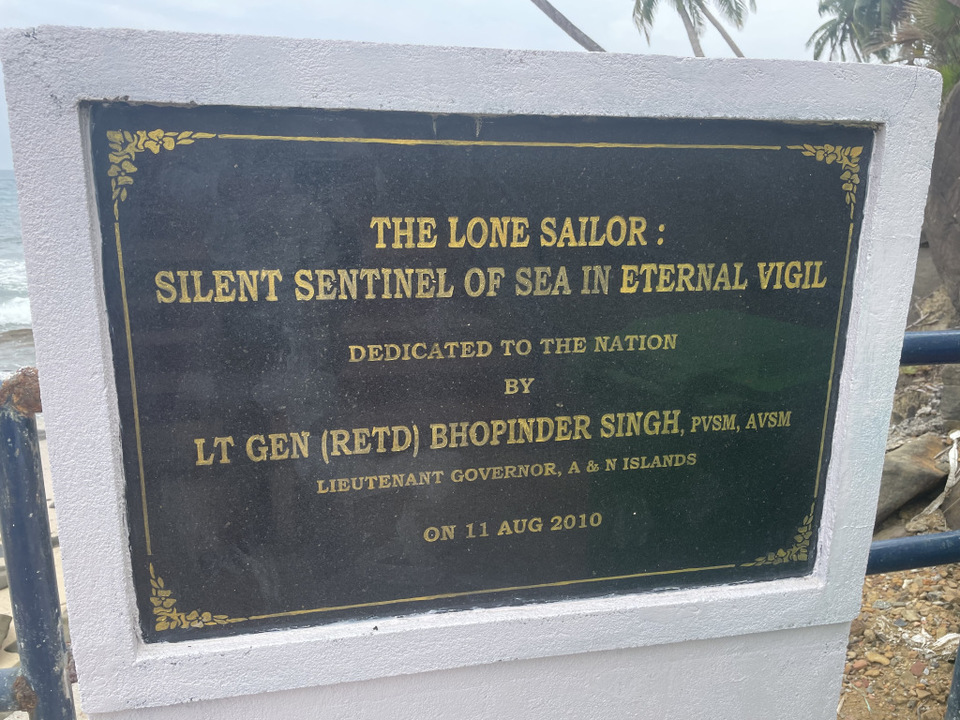 THE LONE SAILOR :
SILENT SENTINEL OF SEA IN ETERNAL VIGIL
DEDICATED TO THE NATION
BY
LT GEN (RETD) BHOPINDER SINGH, PVSM, AVSM
LIEUTENANT GOVERNOR, A & N ISLANDS
ON 11 AUG 2010